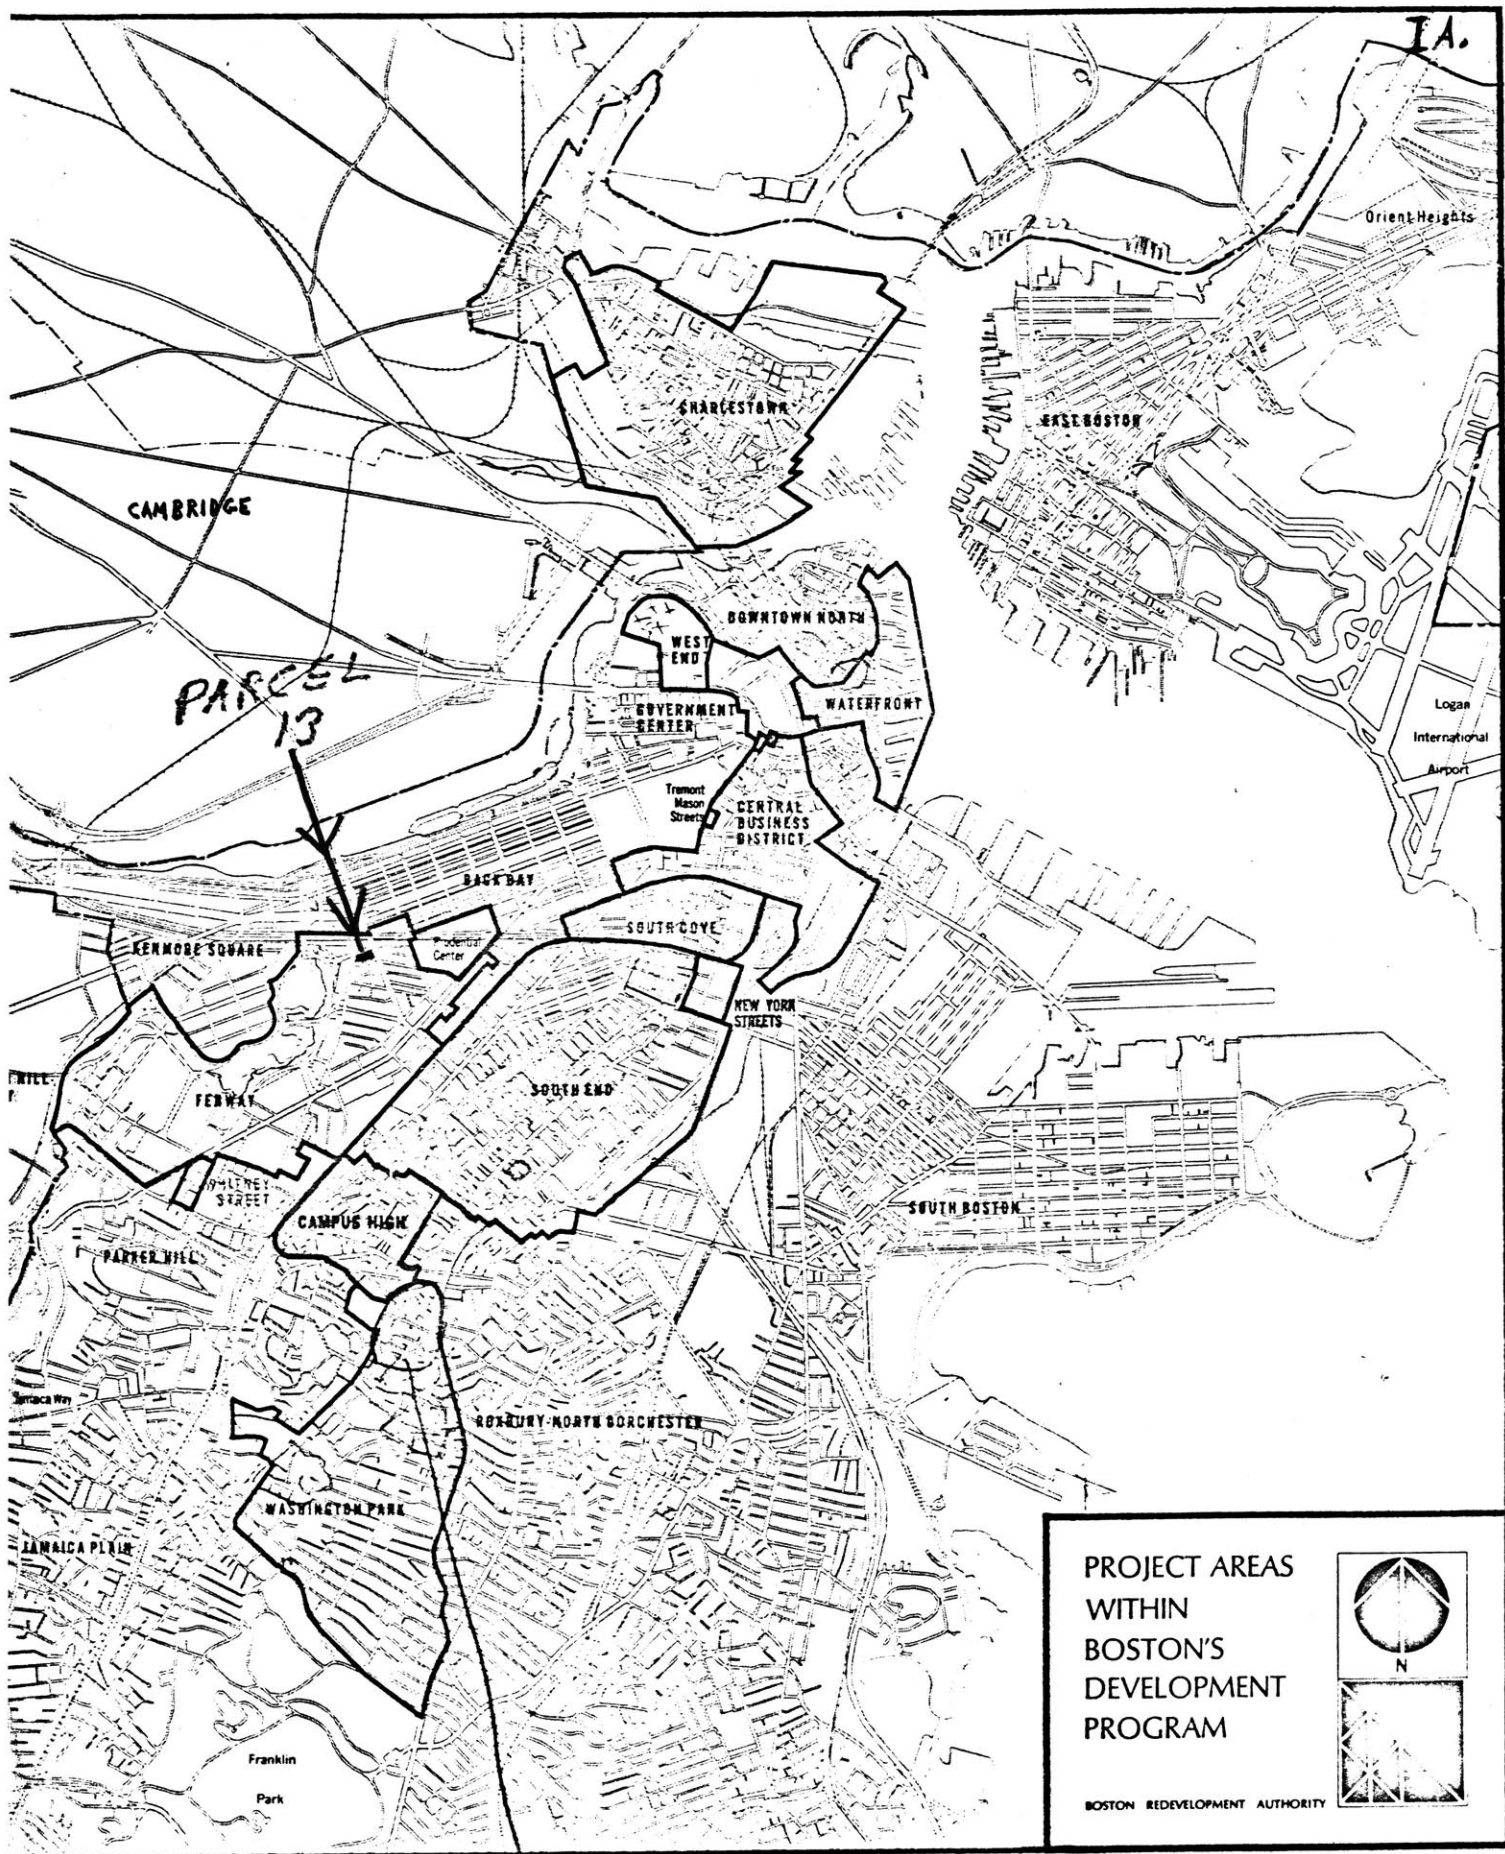 IA.
Orient Heights
CHARLESTOWN
EAST BOSTON
CAMBRIDGE
DOWNTOWN NORTH
WEST
END
PARCEL
13
GOVERNMENT
CENTER
WATERFRONT
Logan
International
Airport
Tremont
Mason
Streets
CENTRAL
BUSINESS
DISTRICT
BACK BAY
SOUTH COVE
KENMORE SQUARE
Prudential
Center
NEW YORK
STREETS
HILL
FENWAY
SOUTH END
WHITNEY
STREET
CAMPUS HIGH
SOUTH BOSTON
PARKER HILL
Jamaica Way
ROXBURY-NORTH DORCHESTER
WASHINGTON PARK
JAMAICA PLAIN
Franklin
Park
PROJECT AREAS
WITHIN
BOSTON'S
DEVELOPMENT
PROGRAM
N
BOSTON REDEVELOPMENT AUTHORITY